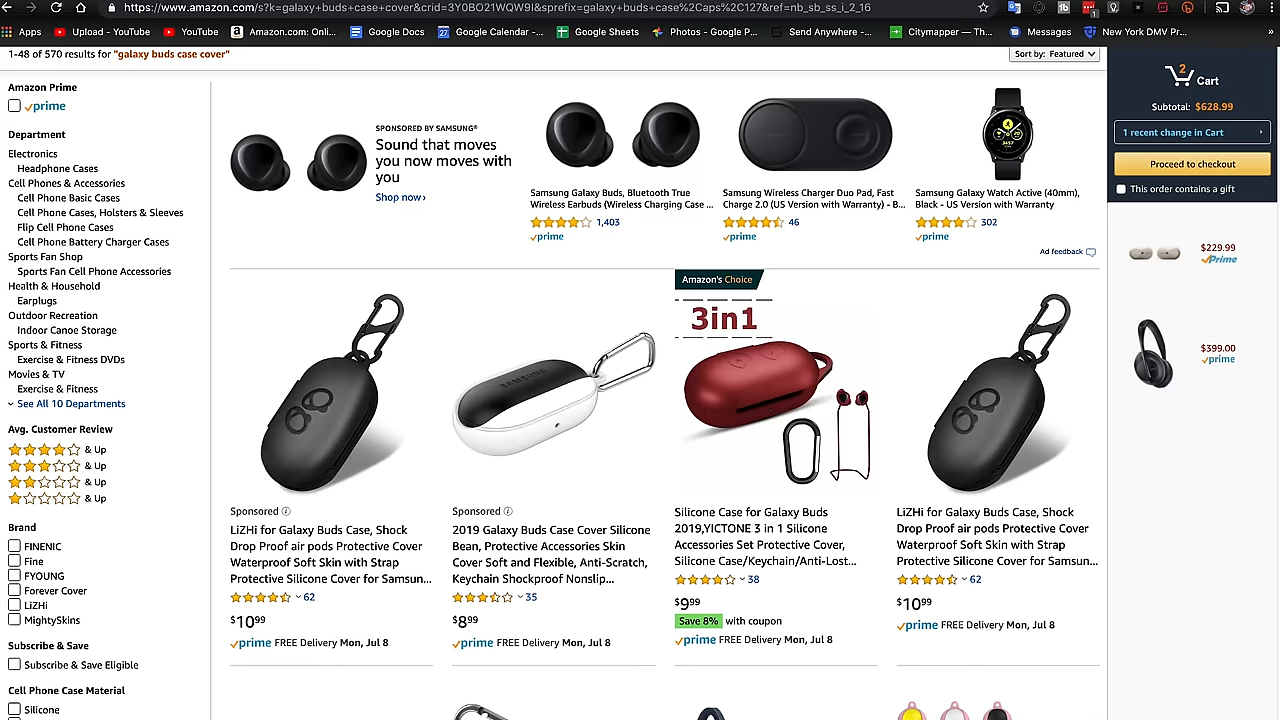 https://www.amazon.com/s?k=galaxy+buds+case+cover&crid=3Y0BO21WQW9I&sprefix=galaxy+buds+case%2Caps%2C127&ref=nb_sb_ss_i_2_16
Apps
Upload - YouTube
YouTube
Amazon.com: Onli...
Google Docs
Google Calendar -...
Google Sheets
Photos - Google P...
Send Anywhere -...
Citymapper — Th...
Messages
New York DMV Pr...
»
1-48 of 570 results for "galaxy buds case cover"
Sort by: Featured
Amazon Prime
prime
Department
Electronics
Headphone Cases
Cell Phones & Accessories
Cell Phone Basic Cases
Cell Phone Cases, Holsters & Sleeves
Flip Cell Phone Cases
Cell Phone Battery Charger Cases
Sports Fan Shop
Sports Fan Cell Phone Accessories
Health & Household
Earplugs
Outdoor Recreation
Indoor Canoe Storage
Sports & Fitness
Exercise & Fitness DVDs
Movies & TV
Exercise & Fitness
See All 10 Departments
Avg. Customer Review
& Up
& Up
& Up
& Up
Brand
FINENIC
Fine
FYOUNG
Forever Cover
LiZHi
MightySkins
Subscribe & Save
Subscribe & Save Eligible
Cell Phone Case Material
Silicone
SPONSORED BY SAMSUNG®
Sound that moves
you now moves with
you
Shop now›
Samsung Galaxy Buds, Bluetooth True
Wireless Earbuds (Wireless Charging Case ...
1,403
prime
Samsung Wireless Charger Duo Pad, Fast
Charge 2.0 (US Version with Warranty) - B...
46
prime
Samsung Galaxy Watch Active (40mm),
Black - US Version with Warranty
302
prime
Ad feedback
Sponsored
LiZHi for Galaxy Buds Case, Shock
Drop Proof air pods Protective Cover
Waterproof Soft Skin with Strap
Protective Silicone Cover for Samsun...
62
$10⁹⁹
prime FREE Delivery Mon, Jul 8
SAMSUNG
Sponsored
2019 Galaxy Buds Case Cover Silicone
Bean, Protective Accessories Skin
Cover Soft and Flexible, Anti-Scratch,
Keychain Shockproof Nonslip...
35
$8⁹⁹
prime FREE Delivery Mon, Jul 8
Amazon's Choice
3in1
Silicone Case for Galaxy Buds
2019,YICTONE 3 in 1 Silicone
Accessories Set Protective Cover,
Silicone Case/Keychain/Anti-Lost...
38
$9⁹⁹
Save 8% with coupon
prime FREE Delivery Mon, Jul 8
LiZHi for Galaxy Buds Case, Shock
Drop Proof air pods Protective Cover
Waterproof Soft Skin with Strap
Protective Silicone Cover for Samsun...
62
$10⁹⁹
prime FREE Delivery Mon, Jul 8
2
Cart
Subtotal: $628.99
1 recent change in Cart
Proceed to checkout
This order contains a gift
$229.99
Prime
$399.00
prime